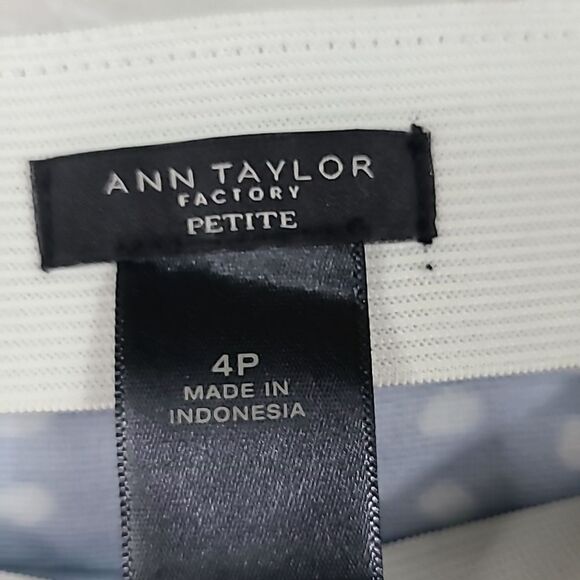 ANN TAYLOR
FACTORY
PETITE
4P
MADE IN
INDONESIA